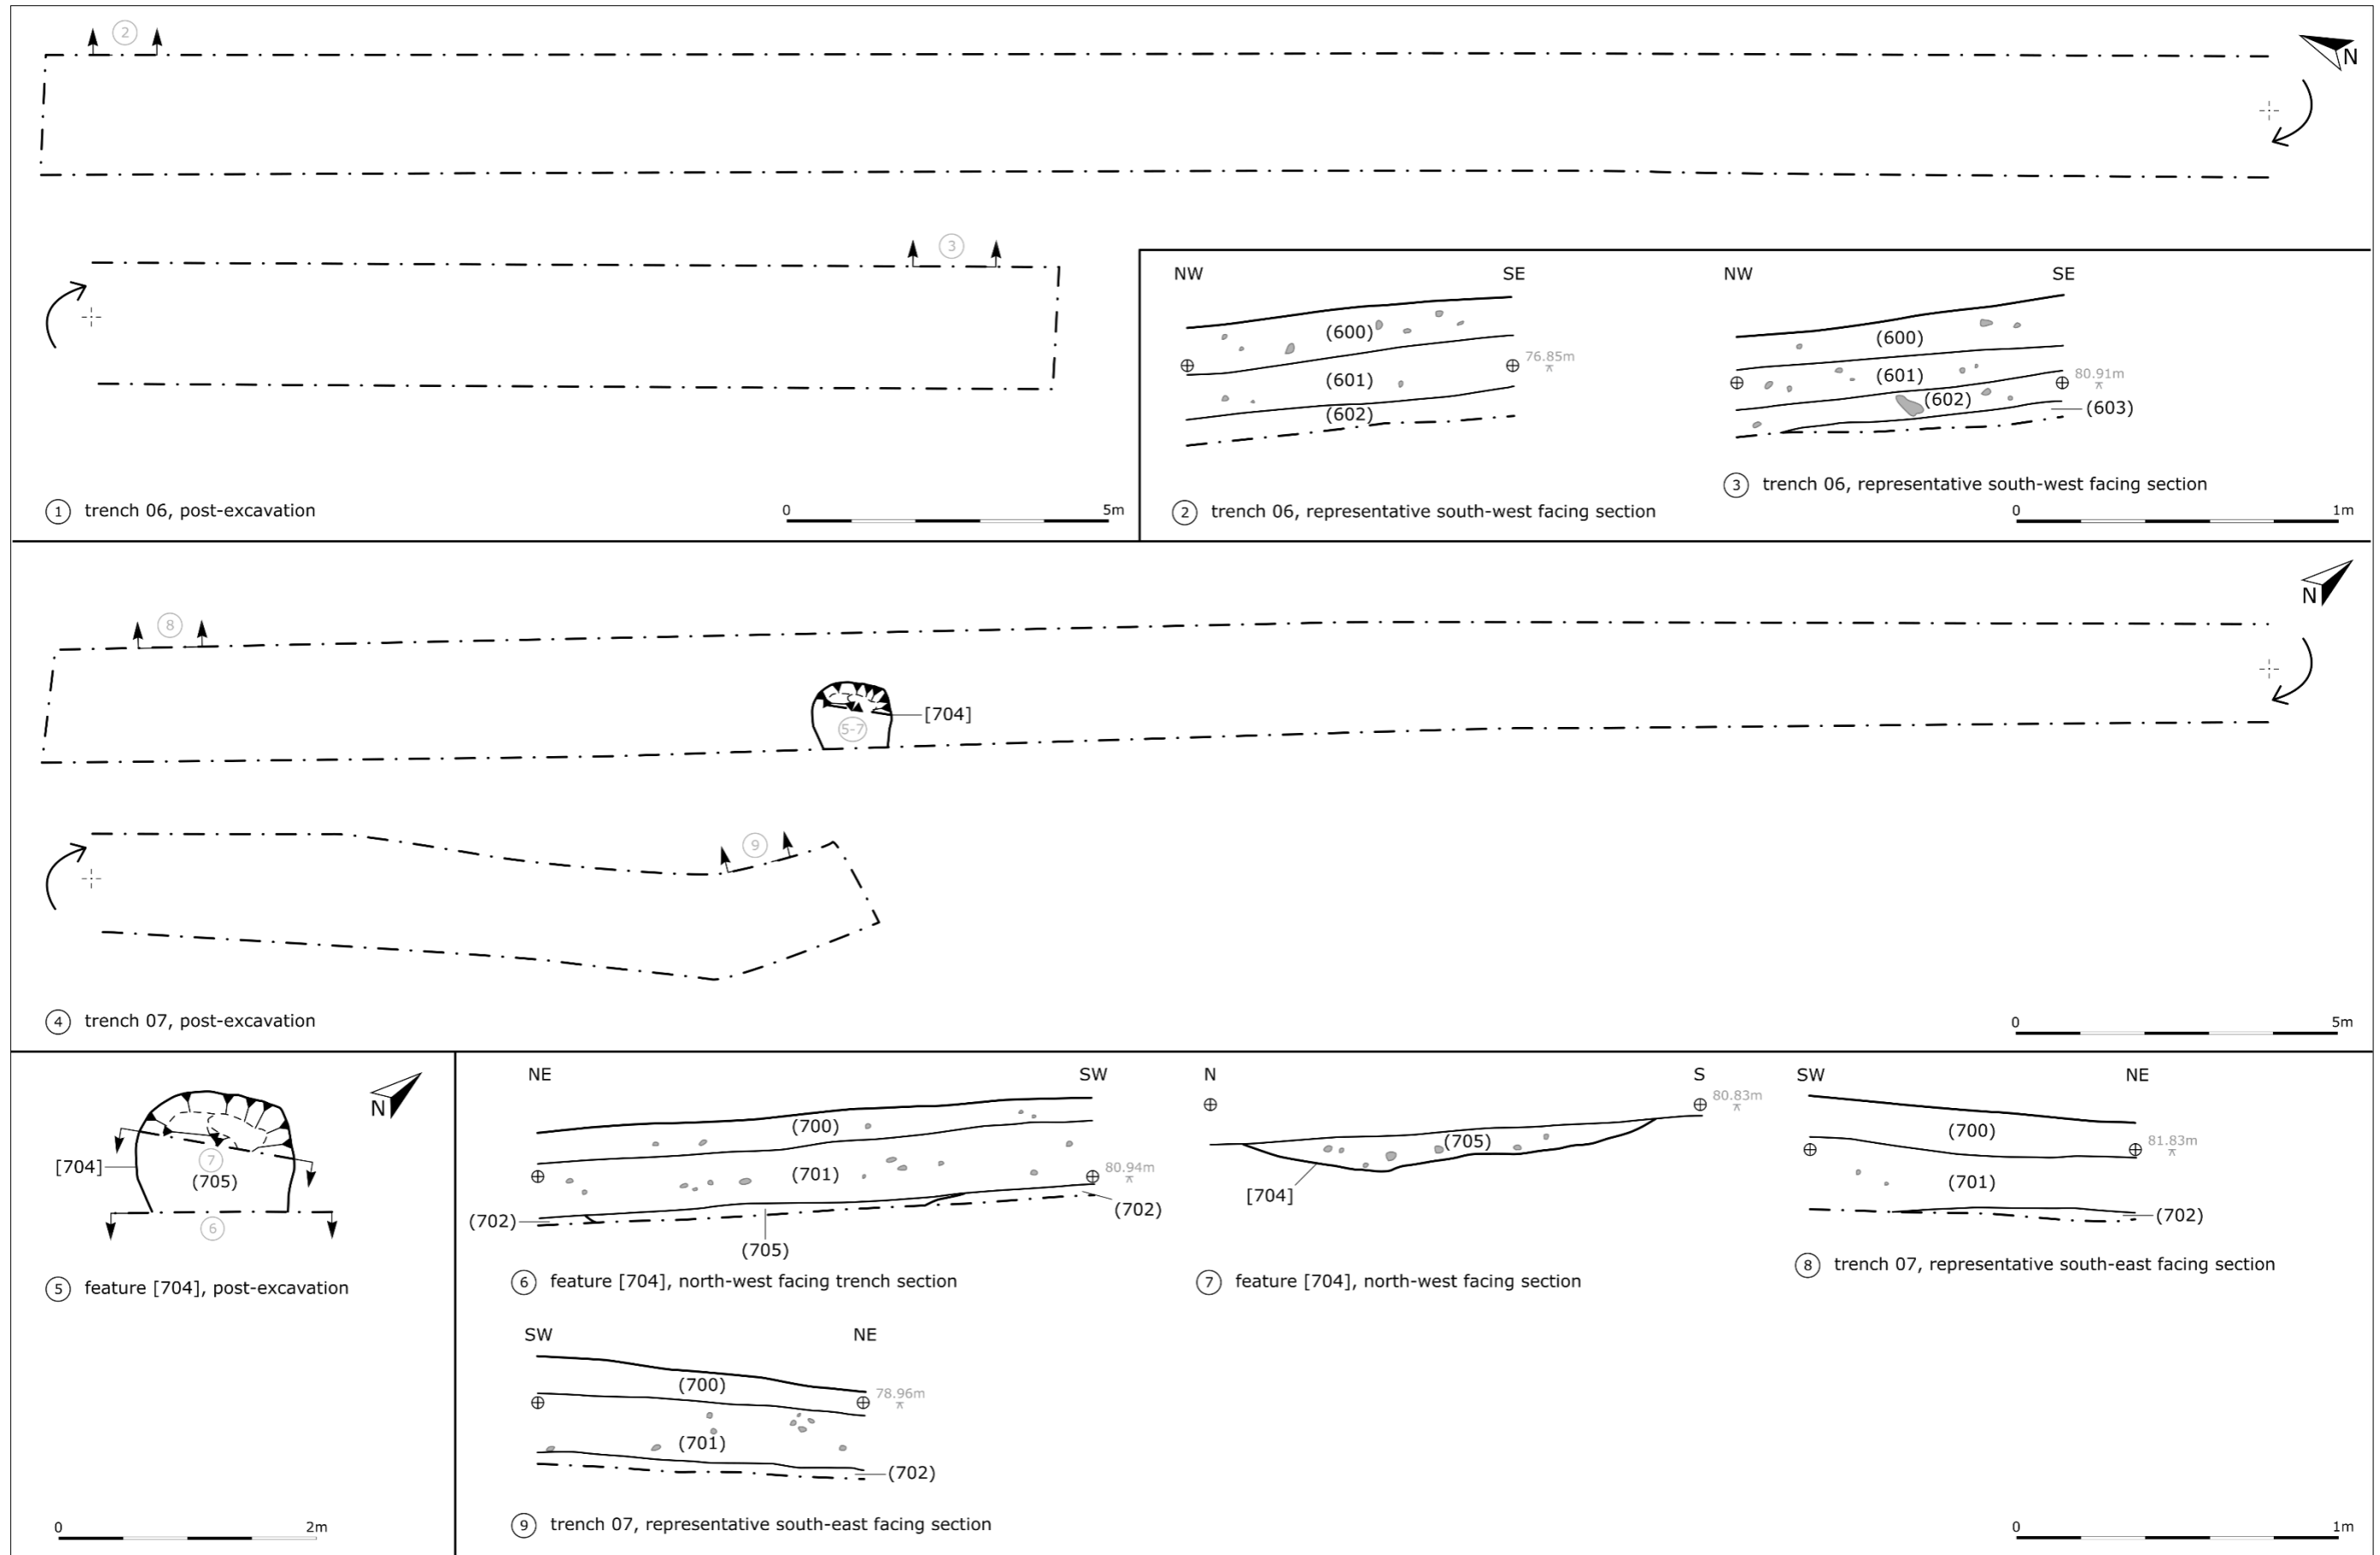 2
N
3
NW SE
(600)
76.85m
(601)
(602)
NW SE
(600)
(601)
80.91m
(602)
(603)
1 trench 06, post-excavation
0 5m
2 trench 06, representative south-west facing section
3 trench 06, representative south-west facing section
0 1m
N
8
5-7
[704]
9
4 trench 07, post-excavation
0 5m
N
[704]
7
(705)
6
5 feature [704], post-excavation
0 2m
NE SW
(700)
(701)
80.94m
(702)
(702)
(705)
6 feature [704], north-west facing trench section
N S
80.83m
(705)
[704]
7 feature [704], north-west facing section
SW NE
(700)
81.83m
(701)
(702)
8 trench 07, representative south-east facing section
SW NE
(700)
78.96m
(701)
(702)
9 trench 07, representative south-east facing section
0 1m